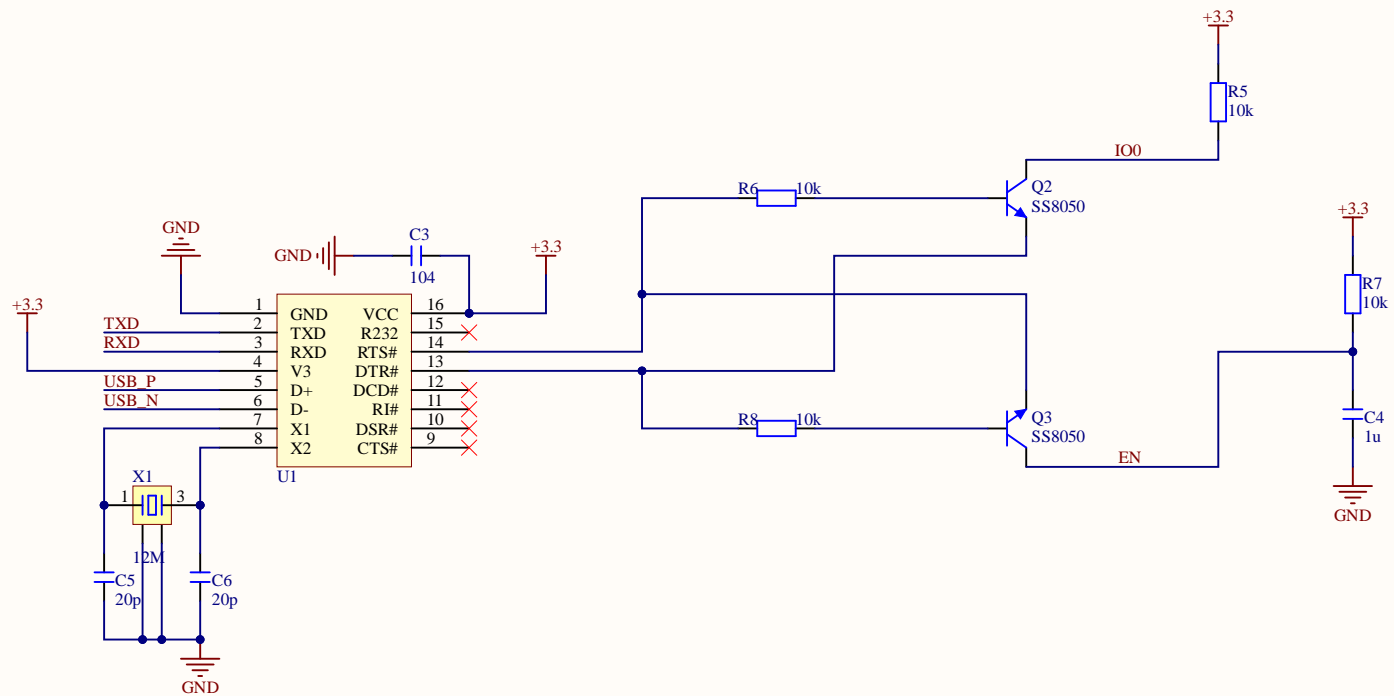 +3.3
R5
10k
IO0
R6 10k
Q2
SS8050
+3.3
GND
C3
GND
+3.3
104
R7
10k
+3.3
1 GND VCC 16
TXD 2 TXD R232 15
RXD 3 RXD RTS# 14
4 V3 DTR# 13
USB_P 5 D+ DCD# 12
USB_N 6 D- RI# 11
7 X1 DSR# 10
8 X2 CTS# 9
U1
R8 10k
Q3
SS8050
C4
1u
EN
X1
1 3
GND
12M
C5
20p
C6
20p
GND